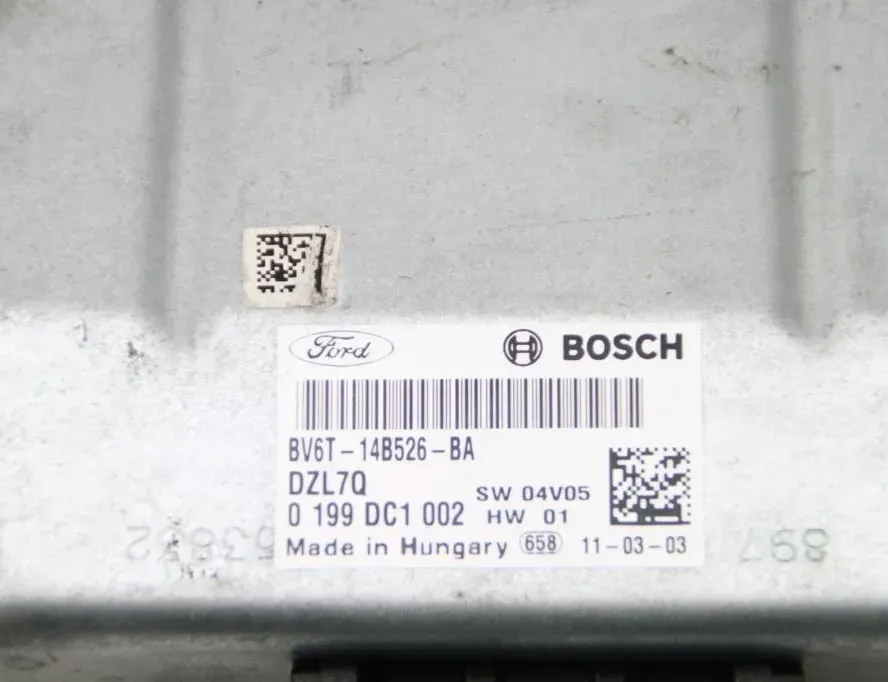 Ford BOSCH
BV6T-14B526-BA
DZL7Q
SW 04V05
0 199 DC1 002 HW 01
Made in Hungary 658 11-03-03